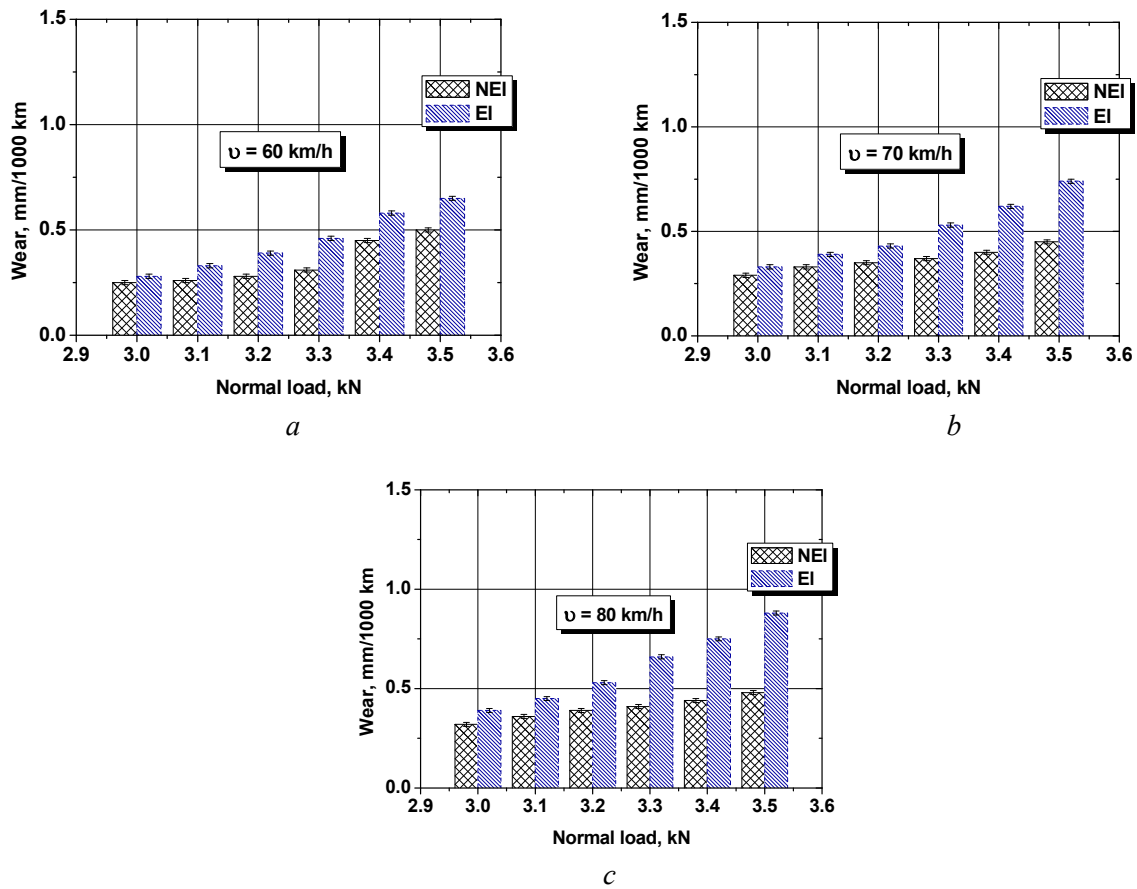 1.5
1.0
0.5
0.0
Wear, mm/1000 km
NEI
EI
υ = 60 km/h
2.9 3.0 3.1 3.2 3.3 3.4 3.5 3.6
Normal load, kN
a
1.5
1.0
0.5
0.0
Wear, mm/1000 km
NEI
EI
υ = 70 km/h
2.9 3.0 3.1 3.2 3.3 3.4 3.5 3.6
Normal load, kN
b
1.5
1.0
0.5
0.0
Wear, mm/1000 km
NEI
EI
υ = 80 km/h
2.9 3.0 3.1 3.2 3.3 3.4 3.5 3.6
Normal load, kN
c